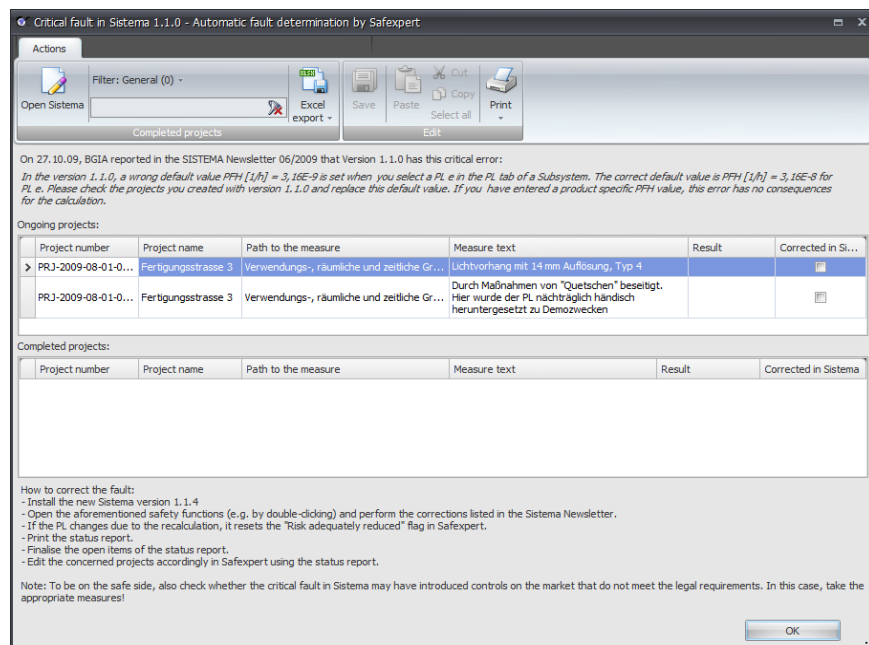 Critical fault in Sistema 1.1.0 - Automatic fault determination by Safexpert
Actions
Open Sistema
Filter: General (0)
Excel export
Completed projects
Save
Paste
Cut
Copy
Select all
Print
Edit
On 27.10.09, BGIA reported in the SISTEMA Newsletter 06/2009 that Version 1.1.0 has this critical error:
In the version 1.1.0, a wrong default value PFH [1/h] = 3,16E-9 is set when you select a PL e in the PL tab of a Subsystem. The correct default value is PFH [1/h] = 3,16E-8 for
PL e. Please check the projects you created with version 1.1.0 and replace this default value. If you have entered a product specific PFH value, this error has no consequences
for the calculation.
Ongoing projects:
Project number Project name Path to the measure Measure text Result Corrected in Si...
PRJ-2009-08-01-0... Fertigungsstrasse 3 Verwendungs-, räumliche und zeitliche Gr... Lichtvorhang mit 14 mm Auflösung, Typ 4
PRJ-2009-08-01-0... Fertigungsstrasse 3 Verwendungs-, räumliche und zeitliche Gr... Durch Maßnahmen von "Quetschen" beseitigt.
Hier wurde der PL nächträglich händisch
heruntergesetzt zu Demozwecken
Completed projects:
Project number Project name Path to the measure Measure text Result Corrected in Sistema
How to correct the fault:
- Install the new Sistema version 1.1.4
- Open the aforementioned safety functions (e.g. by double-clicking) and perform the corrections listed in the Sistema Newsletter.
- If the PL changes due to the recalculation, it resets the "Risk adequately reduced" flag in Safexpert.
- Print the status report.
- Finalise the open items of the status report.
- Edit the concerned projects accordingly in Safexpert using the status report.
Note: To be on the safe side, also check whether the critical fault in Sistema may have introduced controls on the market that do not meet the legal requirements. In this case, take the
appropriate measures!
OK